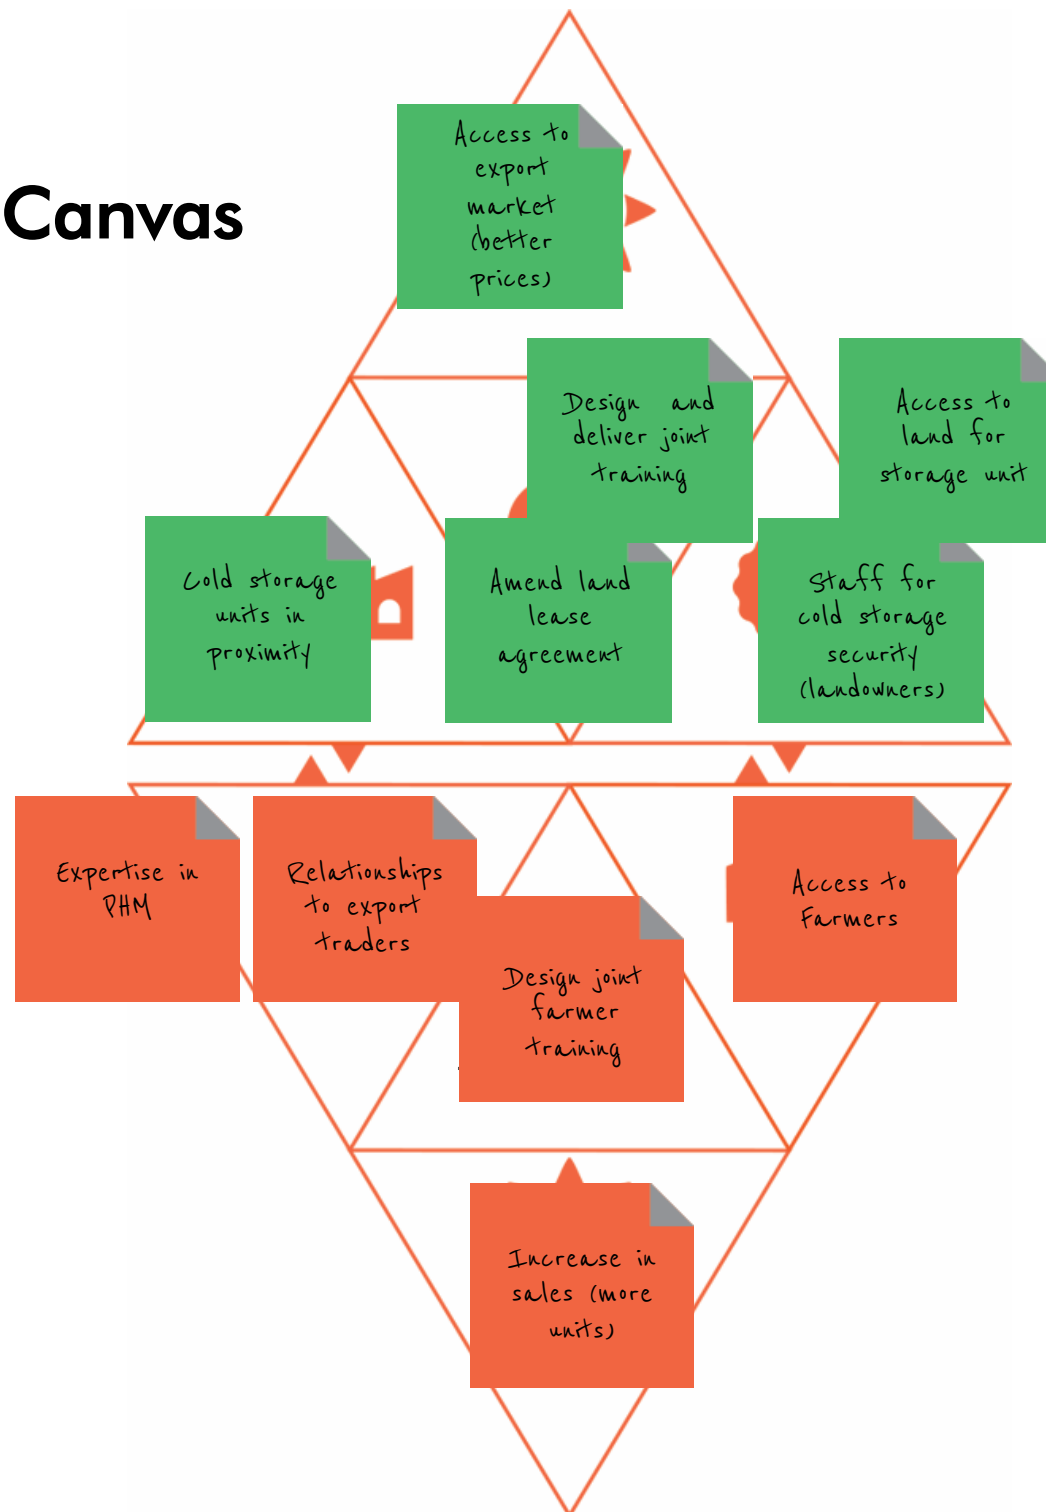 Canvas
Access to
export
market
(better
prices)
Design and
deliver joint
training
Access to
land for
storage unit
Cold storage
units in
proximity
Amend land
lease
agreement
Staff for
cold storage
security
(landowners)
Expertise in
PHM
Relationships
to export
traders
Design joint
farmer
training
Access to
Farmers
Increase in
sales (more
units)